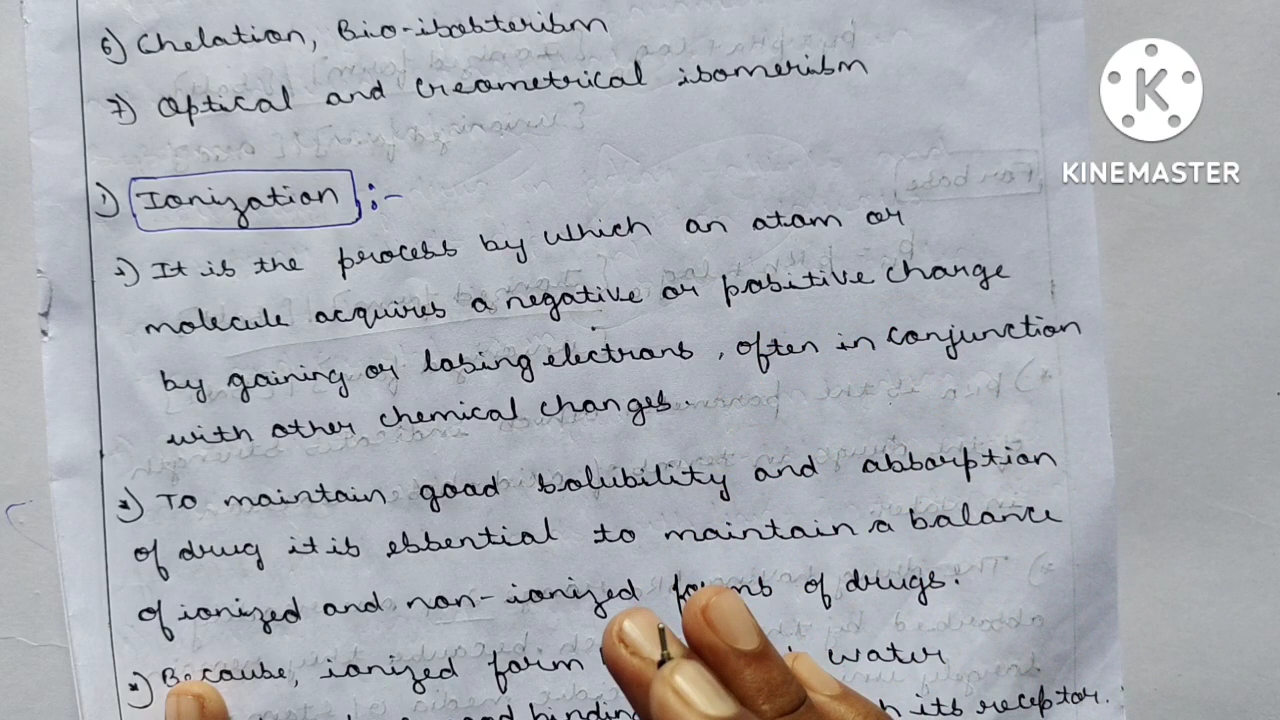 6) Chelation, Bio-isosterism
7) Optical and Geometrical isomerism
1) Ionization :-
*) It is the process by which an atom or
molecule acquires a negative or positive charge
by gaining or losing electrons, often in conjunction
with other chemical changes.
*) To maintain good solubility and absorption
of drug it is essential to maintain a balance
of ionized and non-ionized forms of drugs.
*) Because, ionized form water
good binding its receptor.
K
KINEMASTER